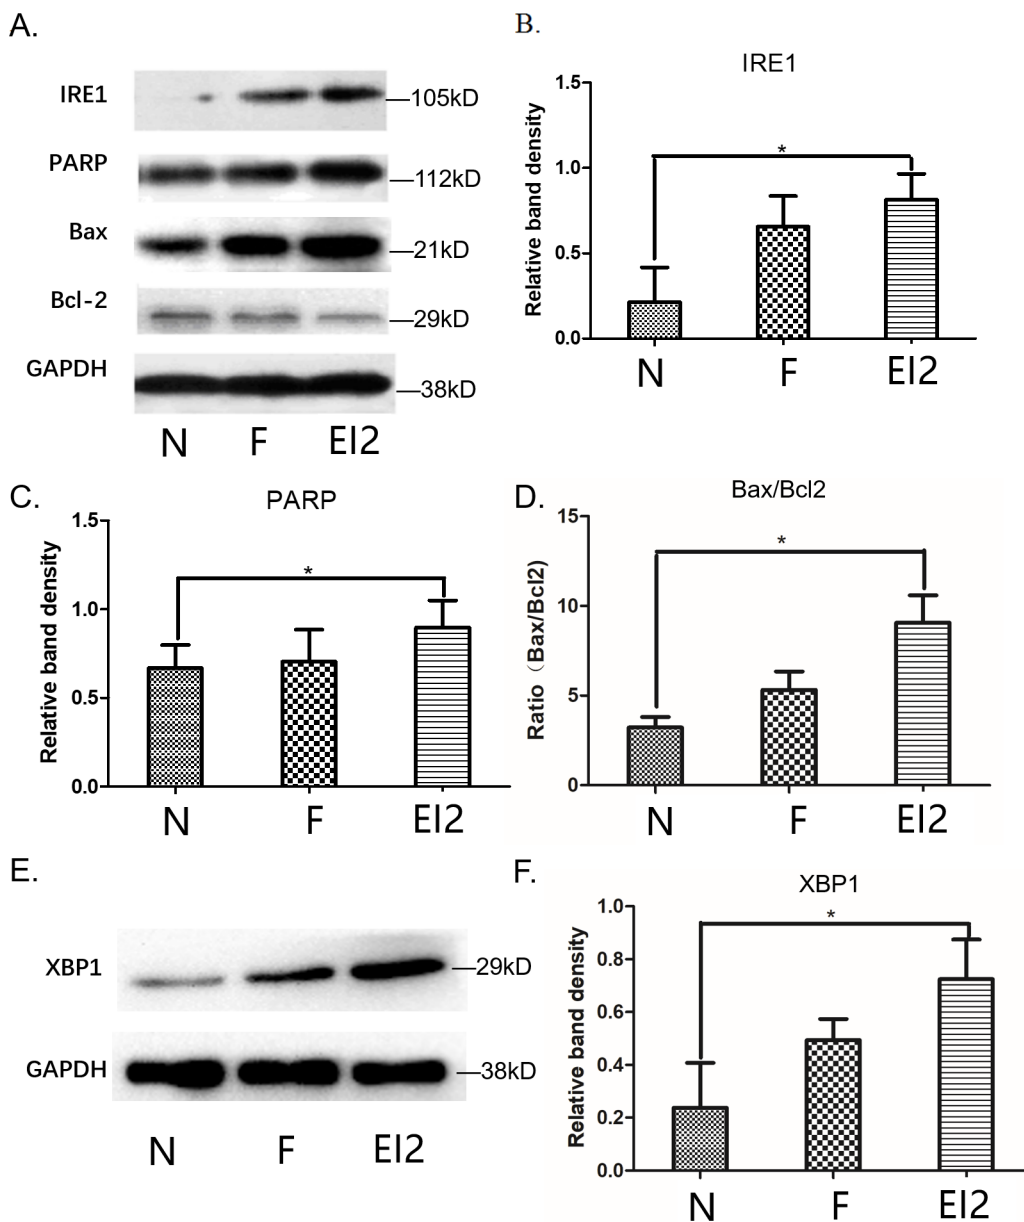 A.
IRE1
—105kD
PARP
—112kD
Bax
—21kD
Bcl-2
—29kD
GAPDH
—38kD
N F EI2
B.
IRE1
Relative band density
1.5
*
1.0
0.5
0.0
N F EI2
C.
PARP
Relative band density
1.5
*
1.0
0.5
0.0
N F EI2
D.
Bax/Bcl2
Ratio（Bax/Bcl2)
15
*
10
5
0
N F EI2
E.
XBP1
—29kD
GAPDH
—38kD
N F EI2
F.
XBP1
Relative band density
1.0
*
0.8
0.6
0.4
0.2
0.0
N F EI2